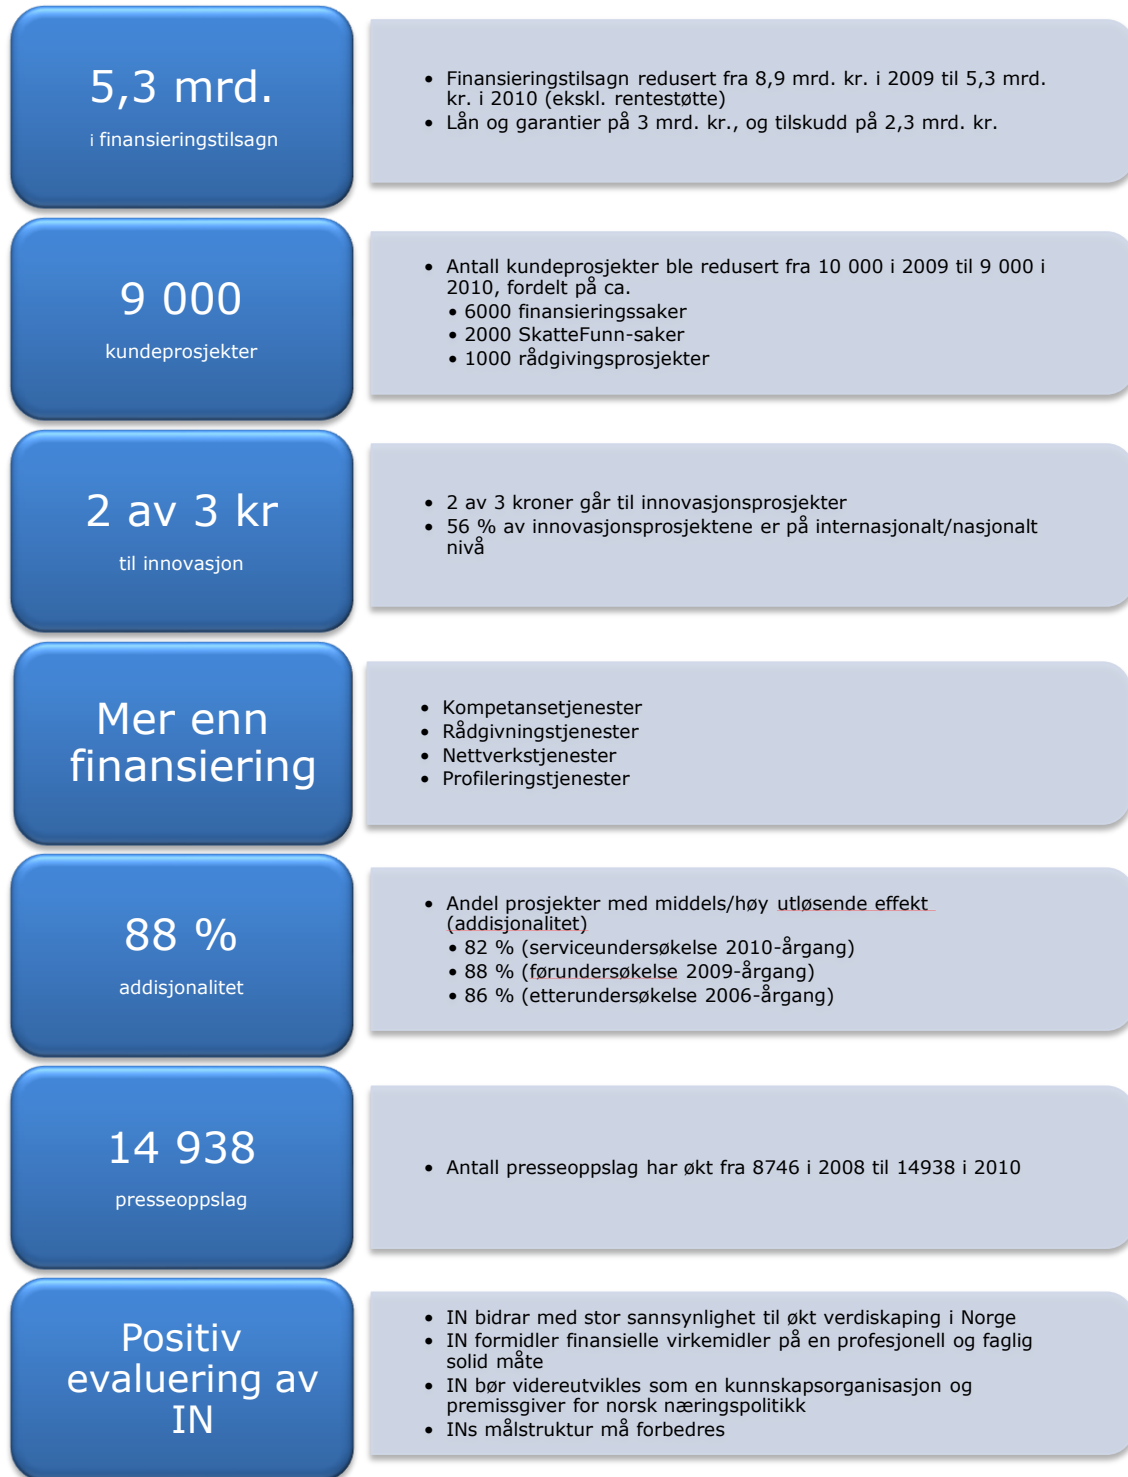 5,3 mrd.
i finansieringstilsagn
• Finansieringstilsagn redusert fra 8,9 mrd. kr. i 2009 til 5,3 mrd.
kr. i 2010 (ekskl. rentestøtte)
• Lån og garantier på 3 mrd. kr., og tilskudd på 2,3 mrd. kr.
9 000
kundeprosjekter
• Antall kundeprosjekter ble redusert fra 10 000 i 2009 til 9 000 i
2010, fordelt på ca.
• 6000 finansieringssaker
• 2000 SkatteFunn-saker
• 1000 rådgivingsprosjekter
2 av 3 kr
til innovasjon
• 2 av 3 kroner går til innovasjonsprosjekter
• 56 % av innovasjonsprosjektene er på internasjonalt/nasjonalt
nivå
Mer enn
finansiering
• Kompetansetjenester
• Rådgivningstjenester
• Nettverkstjenester
• Profileringstjenester
88 %
addisjonalitet
• Andel prosjekter med middels/høy utløsende effekt
(addisjonalitet)
• 82 % (serviceundersøkelse 2010-årgang)
• 88 % (førundersøkelse 2009-årgang)
• 86 % (etterundersøkelse 2006-årgang)
14 938
presseoppslag
• Antall presseoppslag har økt fra 8746 i 2008 til 14938 i 2010
Positiv
evaluering av
IN
• IN bidrar med stor sannsynlighet til økt verdiskaping i Norge
• IN formidler finansielle virkemidler på en profesjonell og faglig
solid måte
• IN bør videreutvikles som en kunnskapsorganisasjon og
premissgiver for norsk næringspolitikk
• INs målstruktur må forbedres